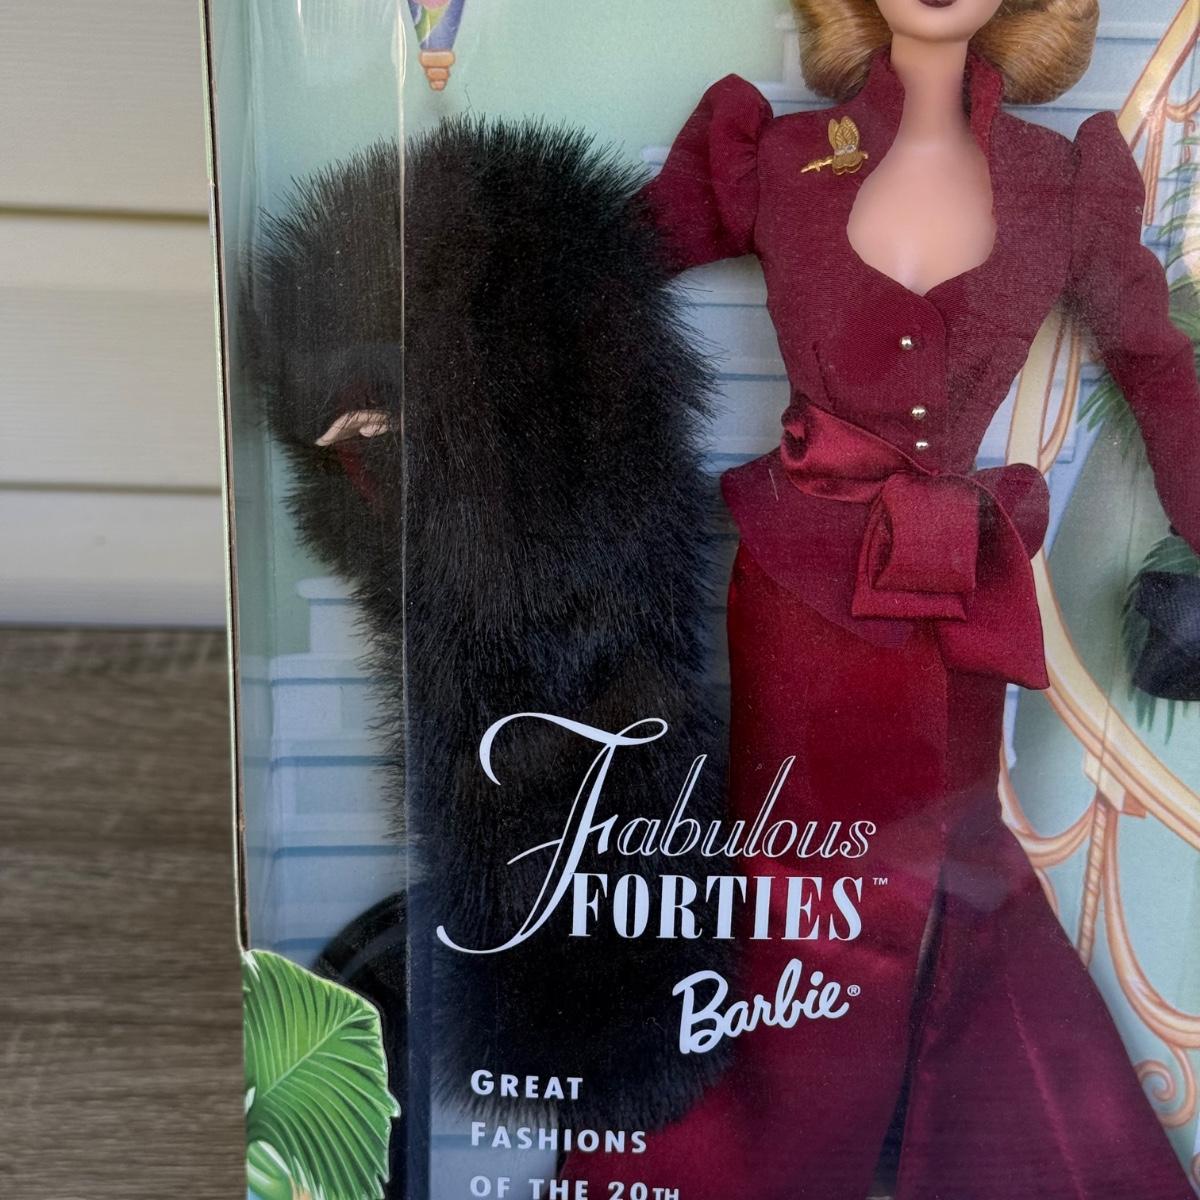 Fabulous
FORTIES™
Barbie®
GREAT
FASHIONS
OF THE 20TH